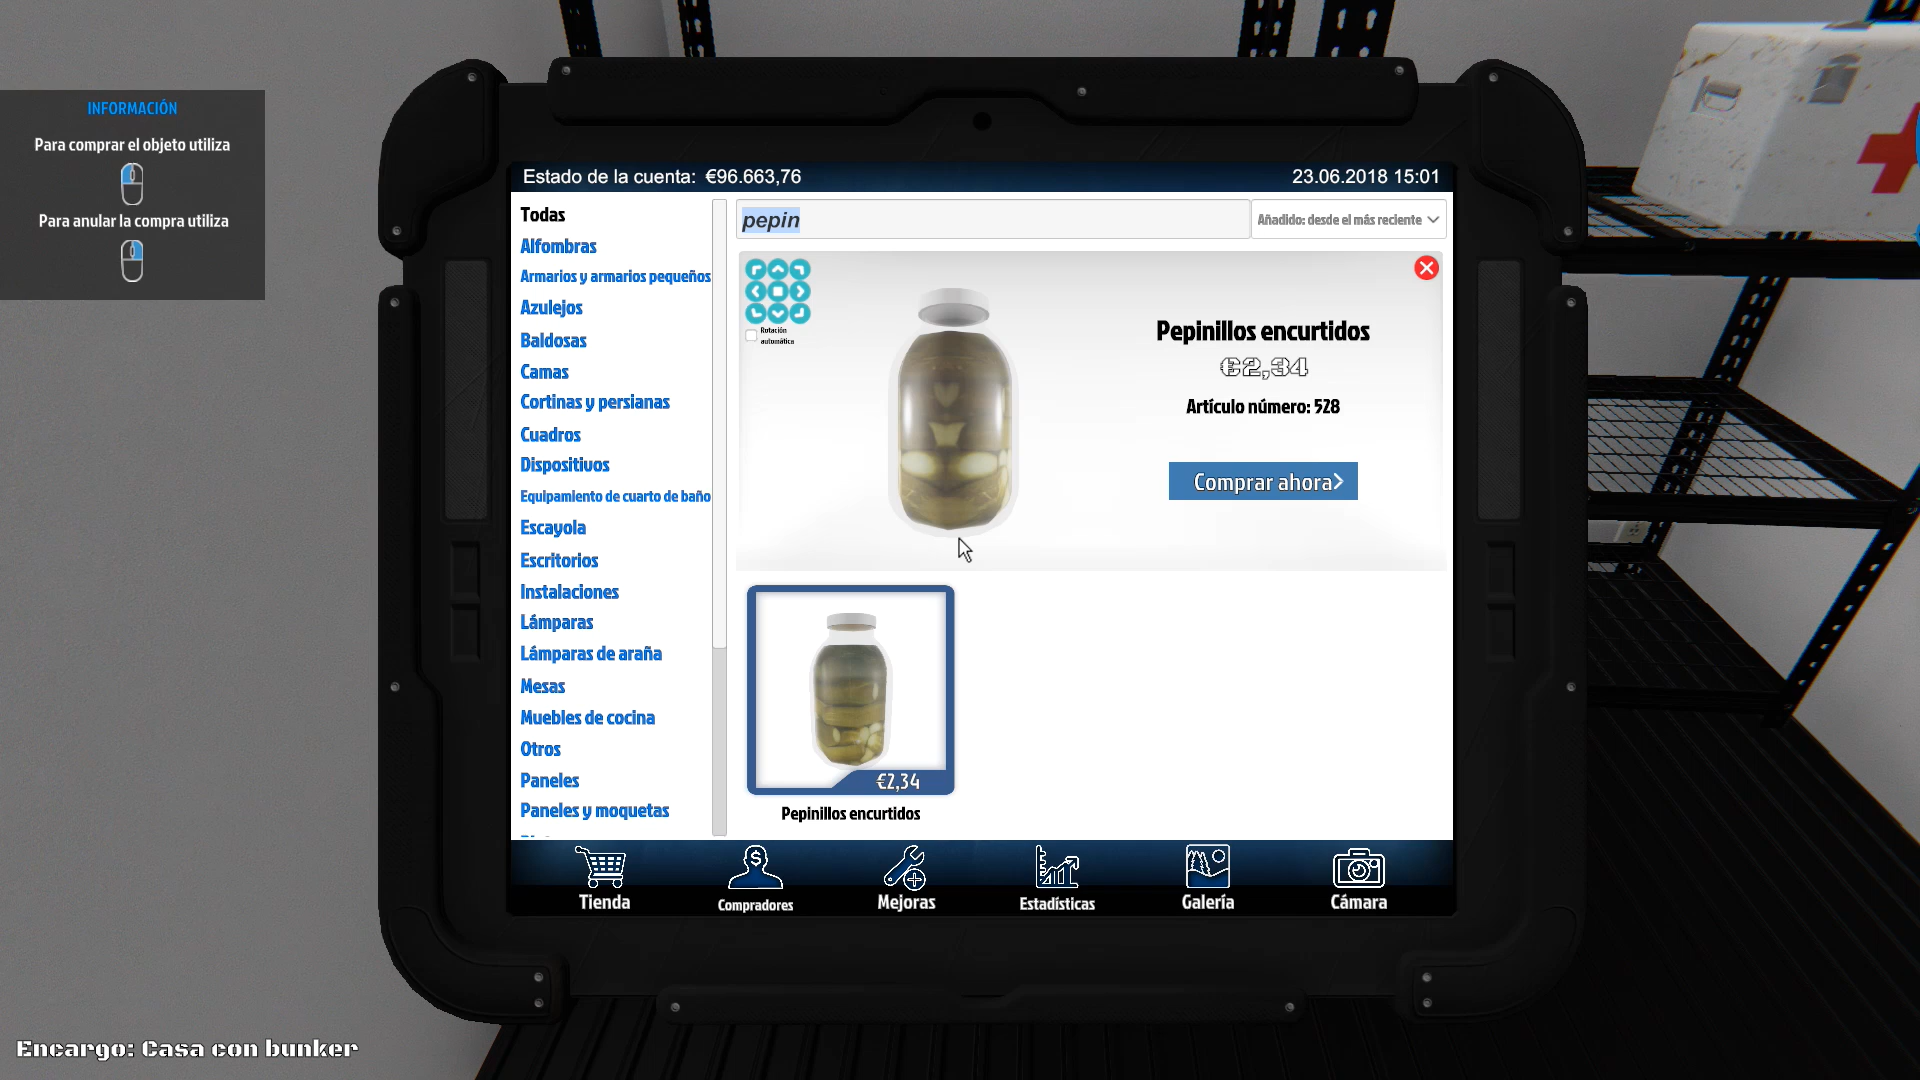 INFORMACIÓN
Para comprar el objeto utiliza
Para anular la compra utiliza
Estado de la cuenta: €96.663,76
23.06.2018 15:01
Todas
Alfombras
Armarios y armarios pequeños
Azulejos
Baldosas
Camas
Cortinas y persianas
Cuadros
Dispositivos
Equipamiento de cuarto de baño
Escayola
Escritorios
Instalaciones
Lámparas
Lámparas de araña
Mesas
Muebles de cocina
Otros
Paneles
Paneles y moquetas
pepin
Añadido: desde el más reciente
Rotación
automática
Pepinillos encurtidos
€2,34
Artículo número: 528
Comprar ahora
€2,34
Pepinillos encurtidos
Tienda
Compradores
Mejoras
Estadísticas
Galería
Cámara
Encargo: Casa con bunker